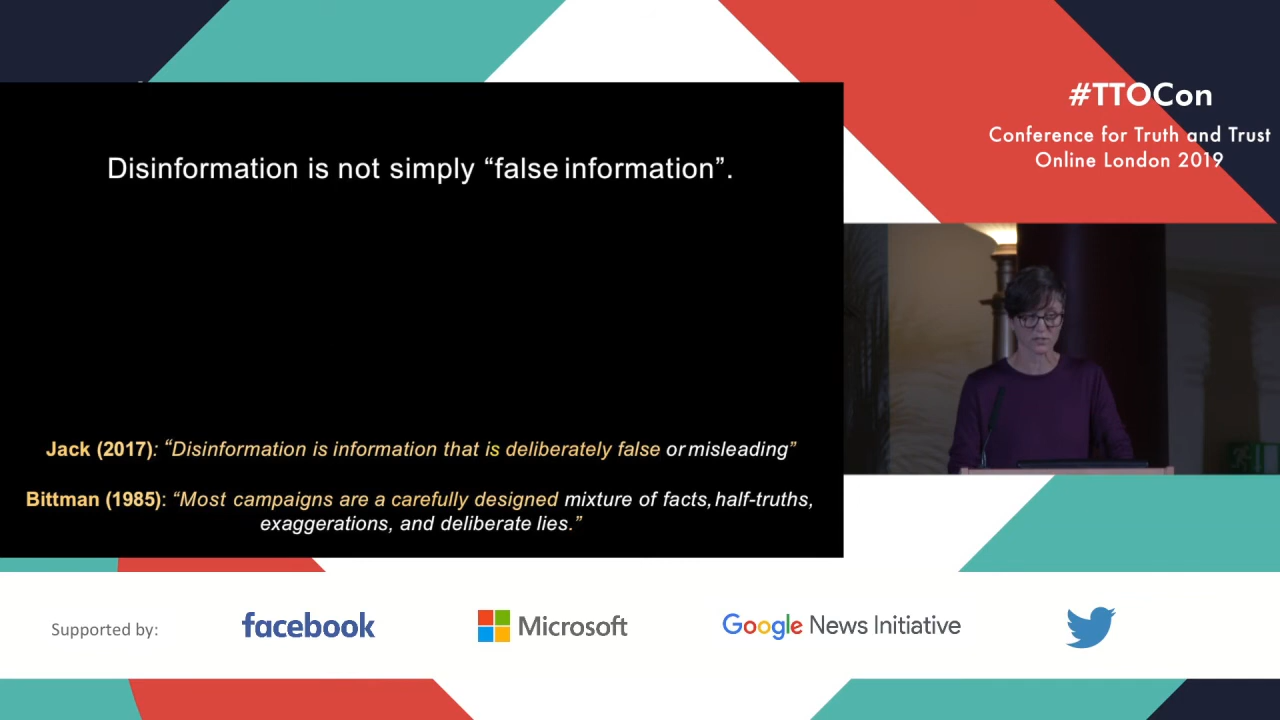 #TTOCon
Conference for Truth and Trust
Online London 2019
Disinformation is not simply “false information”.
Jack (2017): “Disinformation is information that is deliberately false or misleading”
Bittman (1985): “Most campaigns are a carefully designed mixture of facts, half-truths,
exaggerations, and deliberate lies.”
Supported by:
facebook
Microsoft
Google News Initiative